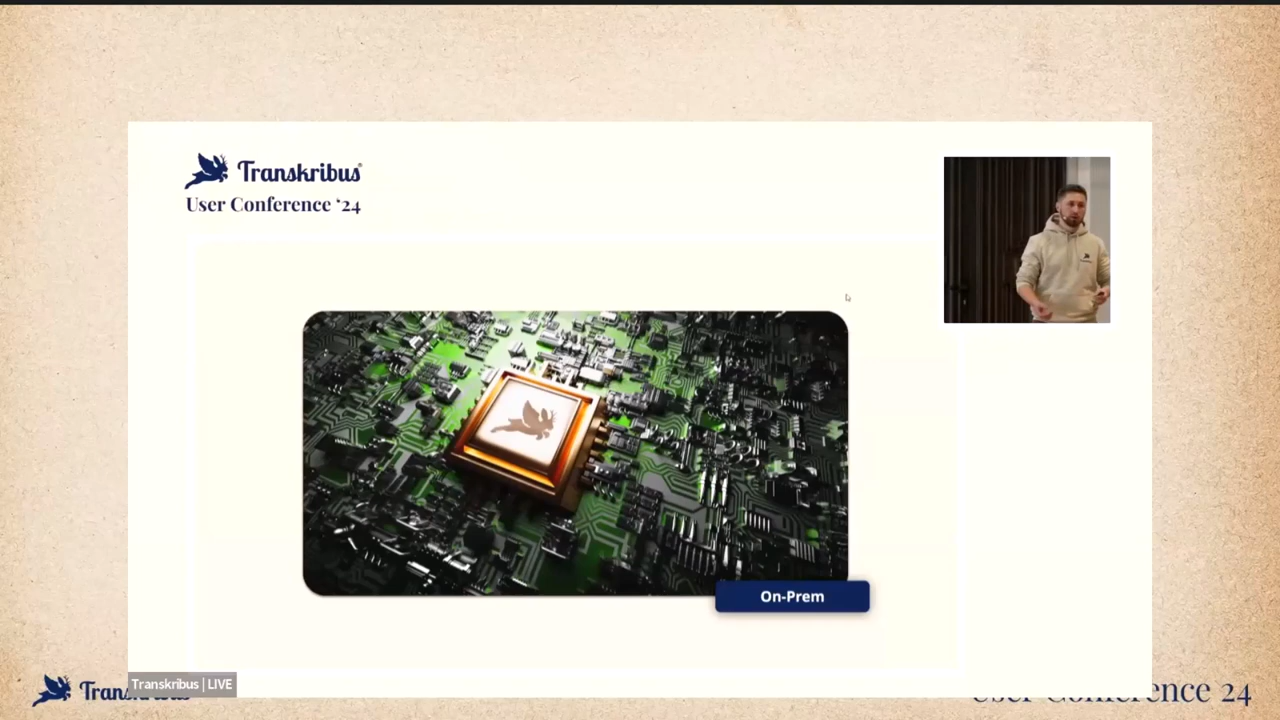 Transkribus
User Conference ‘24
On-Prem
Transkribus | LIVE
User Conference 24